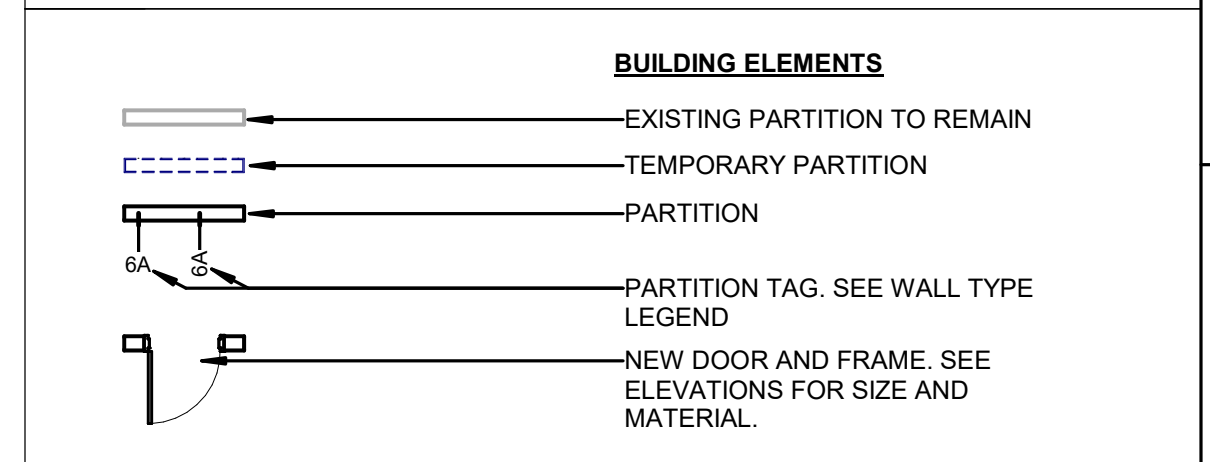 BUILDING ELEMENTS
EXISTING PARTITION TO REMAIN
TEMPORARY PARTITION
PARTITION
6A
6A
PARTITION TAG. SEE WALL TYPE
LEGEND
NEW DOOR AND FRAME. SEE
ELEVATIONS FOR SIZE AND
MATERIAL.